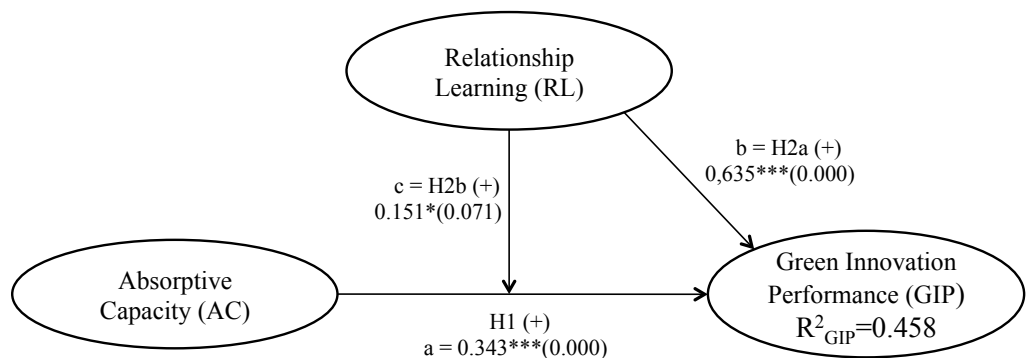 Relationship
Learning (RL)
b = H2a (+)
0,635***(0.000)
c = H2b (+)
0.151*(0.071)
Absorptive
Capacity (AC)
Green Innovation
Performance (GIP)
R²GIP=0.458
H1 (+)
a = 0.343***(0.000)